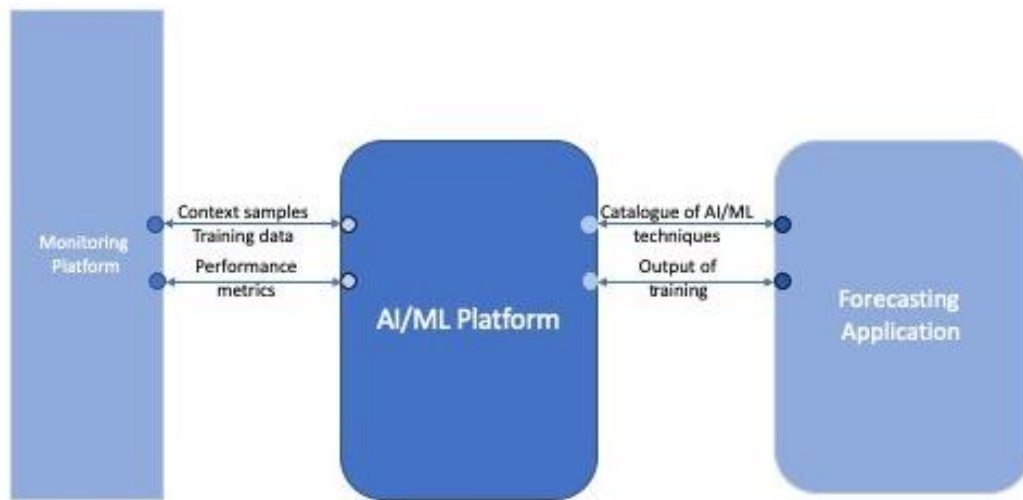 Monitoring
Platform
Context samples
Training data
Performance
metrics
AI/ML Platform
Catalogue of AI/ML
techniques
Output of
training
Forecasting
Application